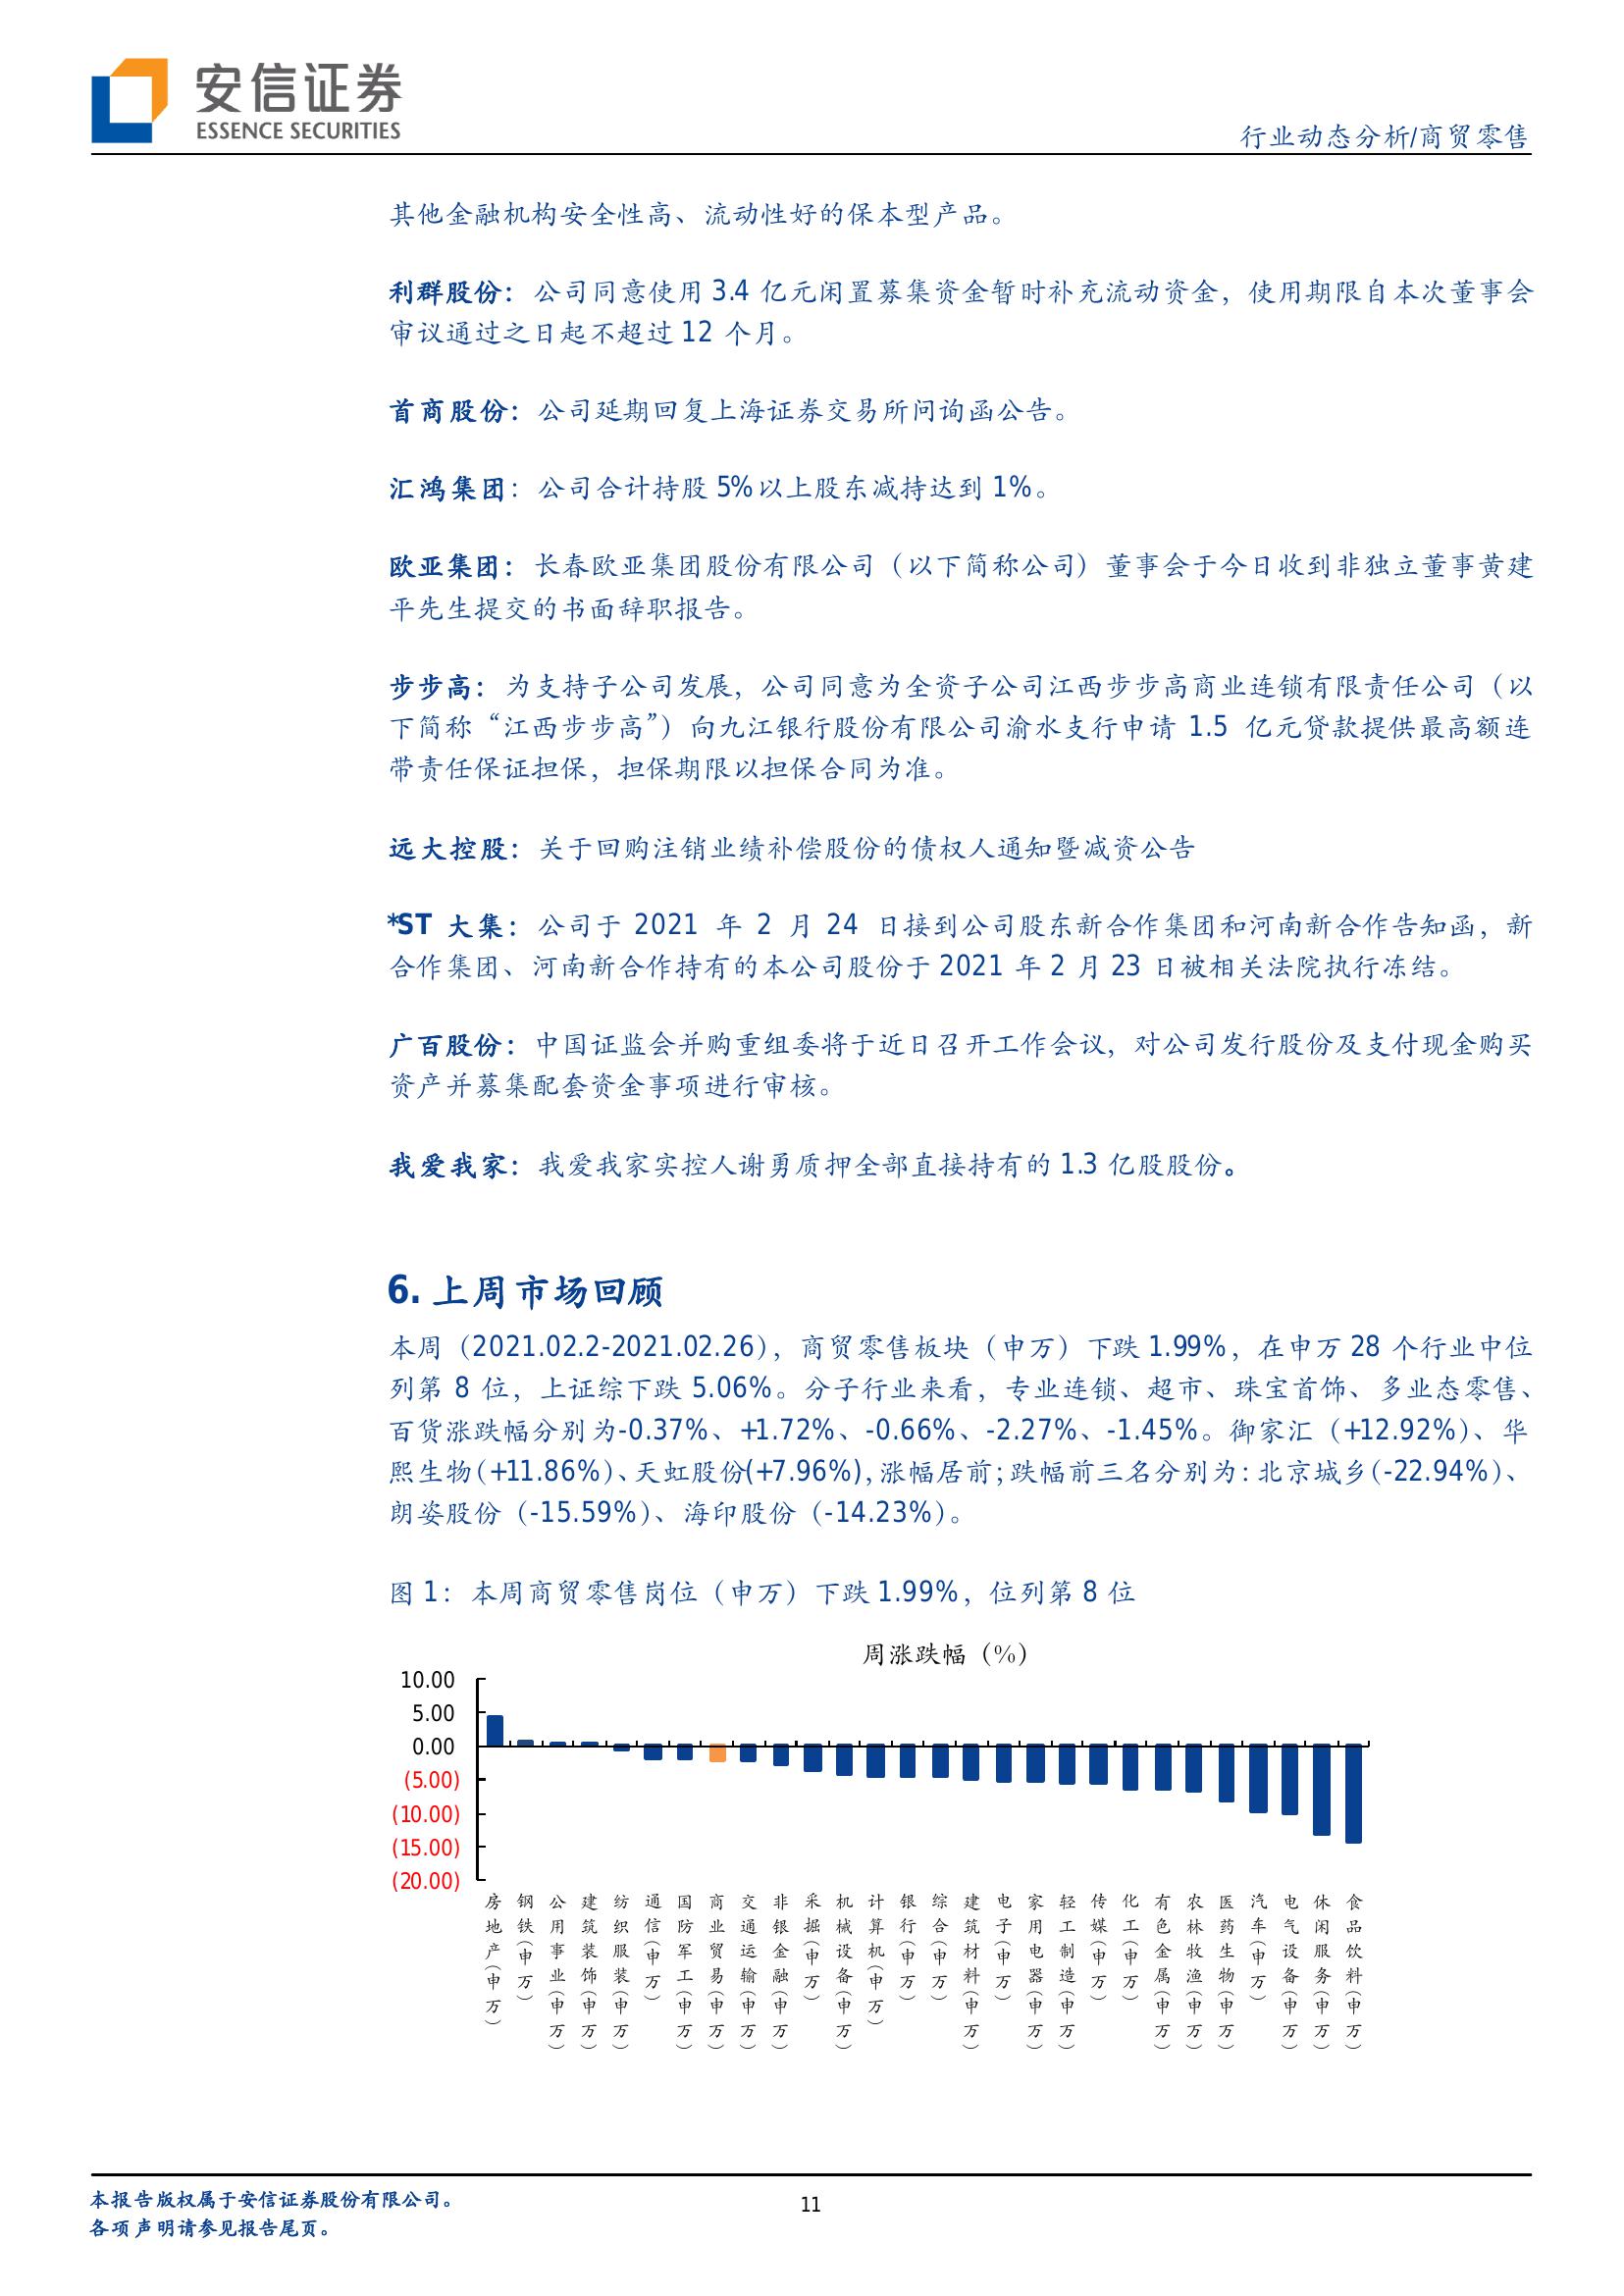 安信证券
ESSENCE SECURITIES
行业动态分析/商贸零售
其他金融机构安全性高、流动性好的保本型产品。
利群股份：公司同意使用 3.4 亿元闲置募集资金暂时补充流动资金，使用期限自本次董事会
审议通过之日起不超过 12 个月。
首商股份：公司延期回复上海证券交易所问询函公告。
汇鸿集团：公司合计持股 5%以上股东减持达到 1%。
欧亚集团：长春欧亚集团股份有限公司（以下简称公司）董事会于今日收到非独立董事黄建
平先生提交的书面辞职报告。
步步高：为支持子公司发展，公司同意为全资子公司江西步步高商业连锁有限责任公司（以
下简称“江西步步高”）向九江银行股份有限公司渝水支行申请 1.5 亿元贷款提供最高额连
带责任保证担保，担保期限以担保合同为准。
远大控股：关于回购注销业绩补偿股份的债权人通知暨减资公告
*ST 大集：公司于 2021 年 2 月 24 日接到公司股东新合作集团和河南新合作告知函，新
合作集团、河南新合作持有的本公司股份于 2021 年 2 月 23 日被相关法院执行冻结。
广百股份：中国证监会并购重组委将于近日召开工作会议，对公司发行股份及支付现金购买
资产并募集配套资金事项进行审核。
我爱我家：我爱我家实控人谢勇质押全部直接持有的 1.3 亿股股份。
6. 上周市场回顾
本周（2021.02.2-2021.02.26），商贸零售板块（申万）下跌 1.99%，在申万 28 个行业中位
列第 8 位，上证综下跌 5.06%。分子行业来看，专业连锁、超市、珠宝首饰、多业态零售、
百货涨跌幅分别为-0.37%、+1.72%、-0.66%、-2.27%、-1.45%。御家汇（+12.92%）、华
熙生物（+11.86%）、天虹股份(+7.96%)，涨幅居前；跌幅前三名分别为：北京城乡（-22.94%）、
朗姿股份（-15.59%）、海印股份（-14.23%）。
图 1：本周商贸零售岗位（申万）下跌 1.99%，位列第 8 位
周涨跌幅（%）
10.00
5.00
0.00
(5.00)
(10.00)
(15.00)
(20.00)
房地产（申万）
钢铁（申万）
公用事业（申万）
建筑装饰（申万）
纺织服装（申万）
通信（申万）
国防军工（申万）
商业贸易（申万）
交通运输（申万）
非银金融（申万）
采掘（申万）
机械设备（申万）
计算机（申万）
银行（申万）
综合（申万）
建筑材料（申万）
电子（申万）
家用电器（申万）
轻工制造（申万）
传媒（申万）
化工（申万）
有色金属（申万）
农林牧渔（申万）
医药生物（申万）
汽车（申万）
电气设备（申万）
休闲服务（申万）
食品饮料（申万）
本报告版权属于安信证券股份有限公司。
各项声明请参见报告尾页。
11